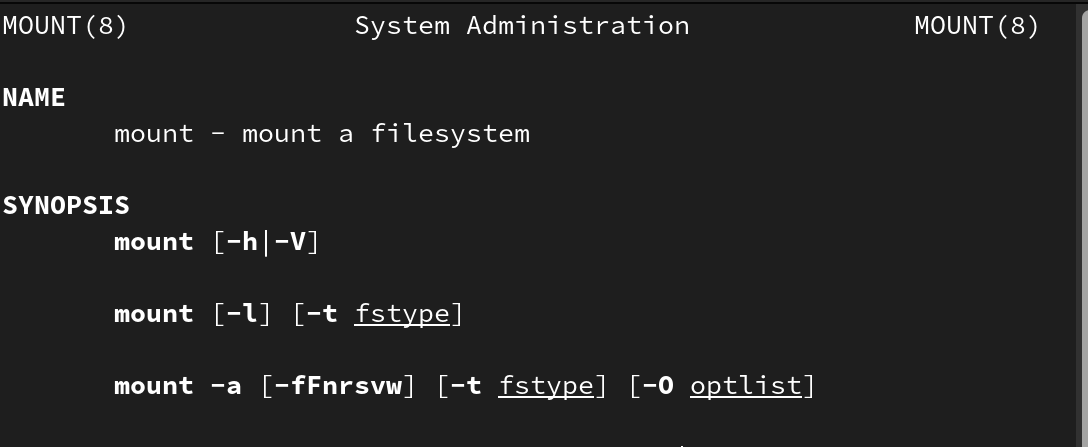 MOUNT(8) System Administration MOUNT(8)
NAME
mount - mount a filesystem
SYNOPSIS
mount [-h|-V]
mount [-l] [-t fstype]
mount -a [-fFnrsvw] [-t fstype] [-O optlist]